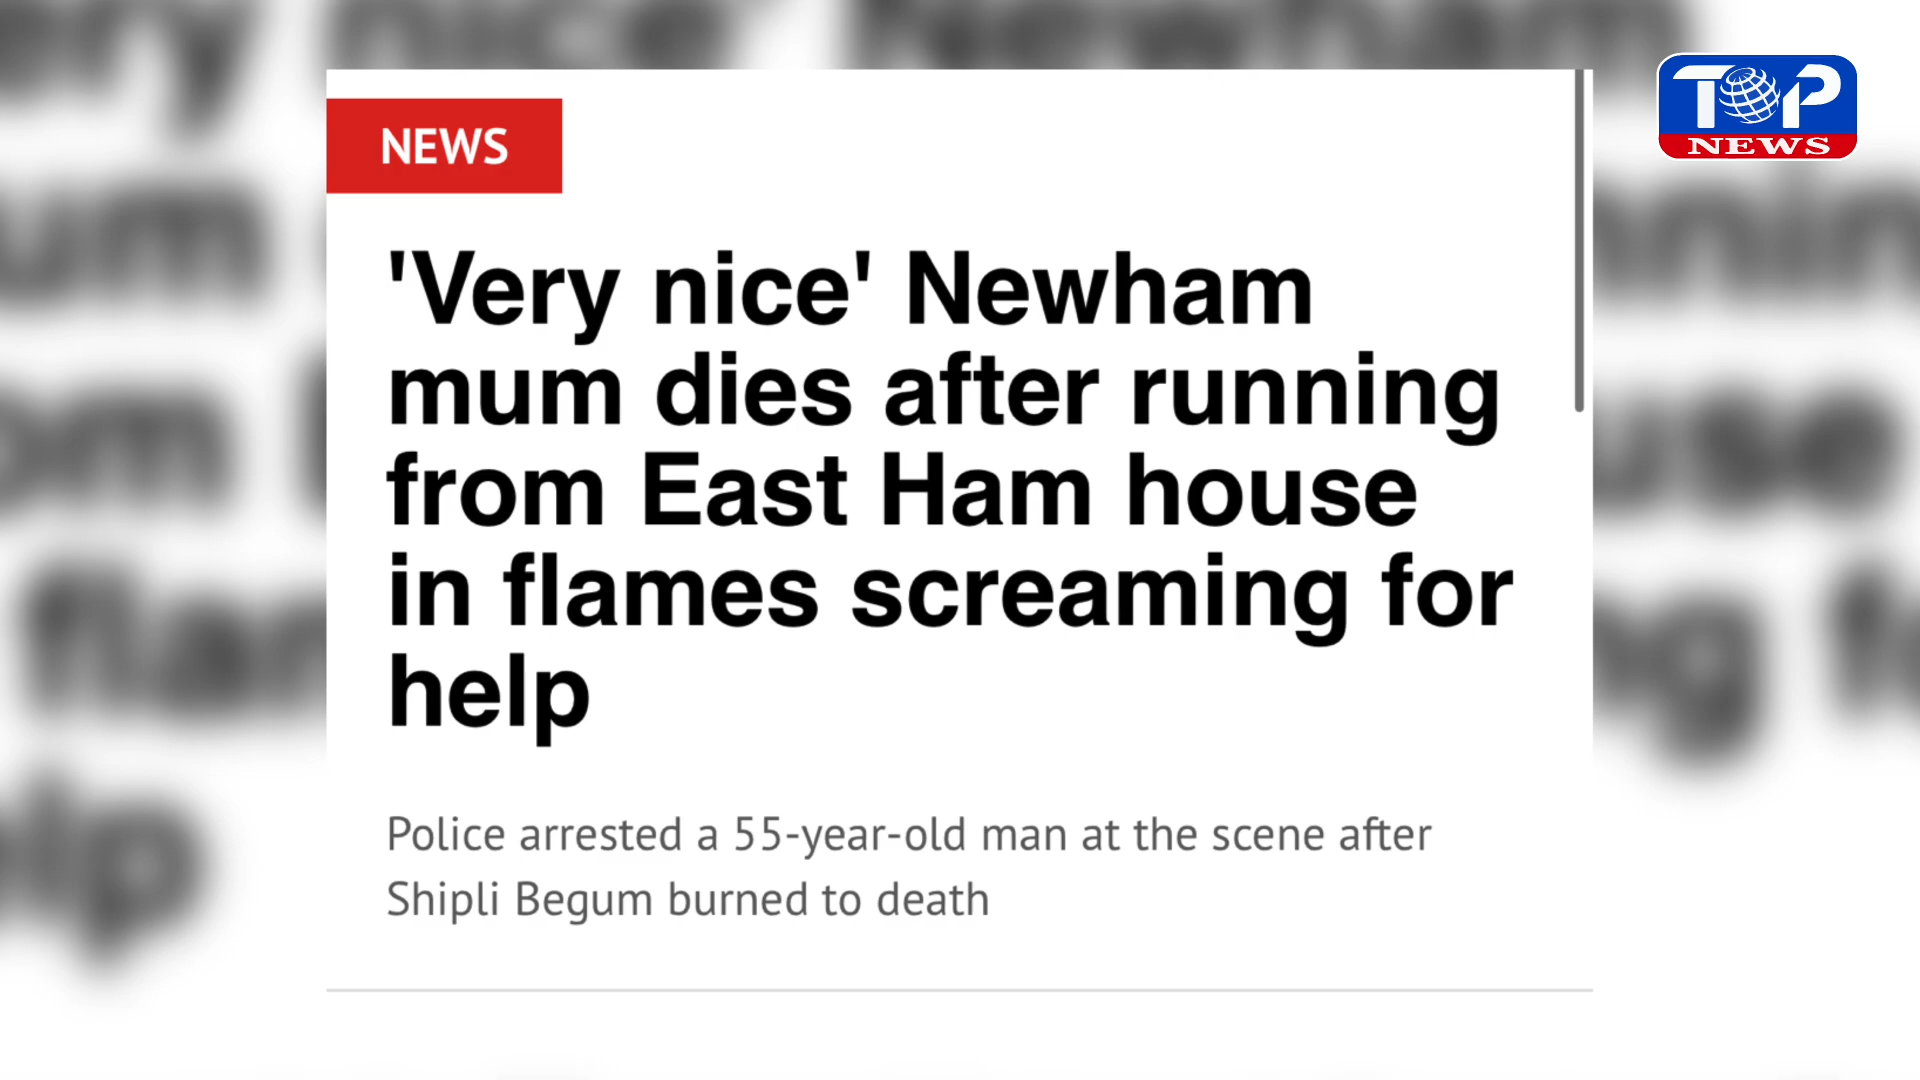 NEWS
TOP
NEWS
'Very nice' Newham
mum dies after running
from East Ham house
in flames screaming for
help
Police arrested a 55-year-old man at the scene after
Shipli Begum burned to death